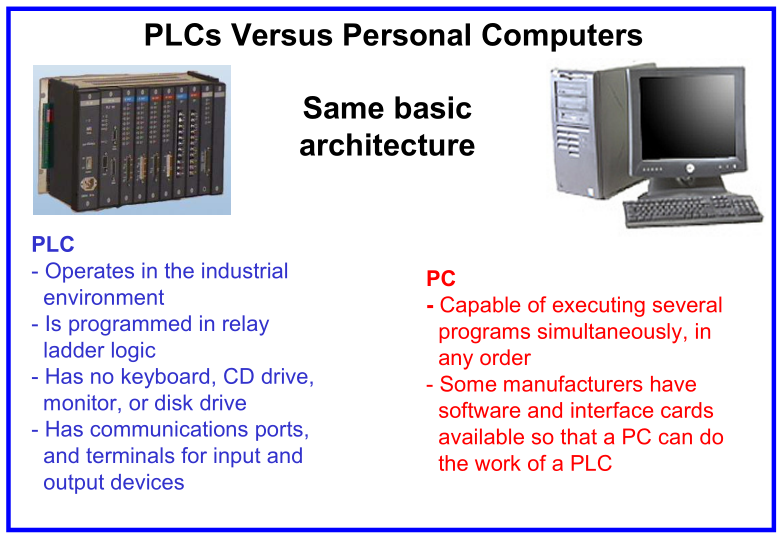 PLCs Versus Personal Computers
Same basic
architecture
PLC
- Operates in the industrial
environment
- Is programmed in relay
ladder logic
- Has no keyboard, CD drive,
monitor, or disk drive
- Has communications ports,
and terminals for input and
output devices
PC
- Capable of executing several
programs simultaneously, in
any order
- Some manufacturers have
software and interface cards
available so that a PC can do
the work of a PLC